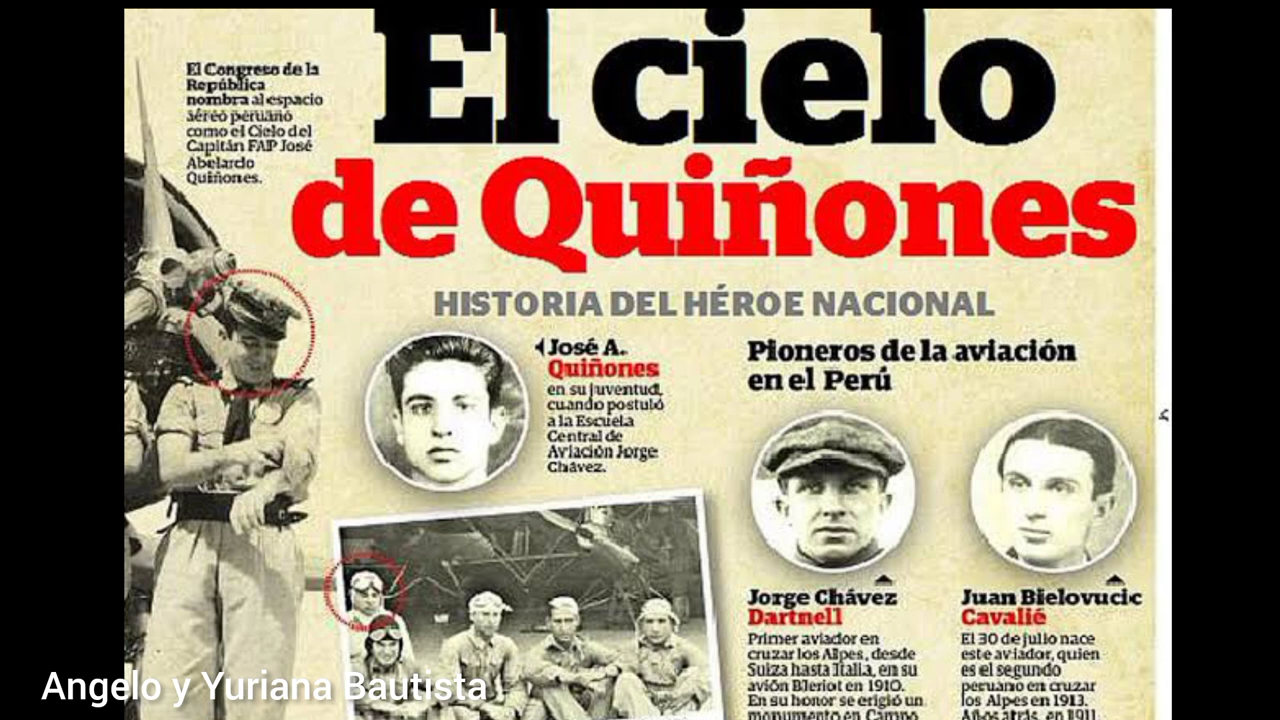 El cielo
de Quiñones
El Congreso de la
República
nombra al espacio
aéreo peruano
como el Cielo del
Capitán FAP José
Abelardo
Quiñones.
HISTORIA DEL HÉROE NACIONAL
José A.
Quiñones
en su juventud,
cuando postuló
a la Escuela
Central de
Aviación Jorge
Chávez.
Pioneros de la aviación
en el Perú
Jorge Chávez
Dartnell
Primer aviador en
cruzar los Alpes, desde
Suiza hasta Italia, en su
avión Bleriot en 1910.
En su honor se erigió un
monumento en Campo
Juan Bielovucic
Cavalié
El 30 de julio nace
este aviador, quien
es el segundo
peruano en cruzar
los Alpes en 1913.
Años atrás, en 1911,
Angelo y Yuriana Bautista